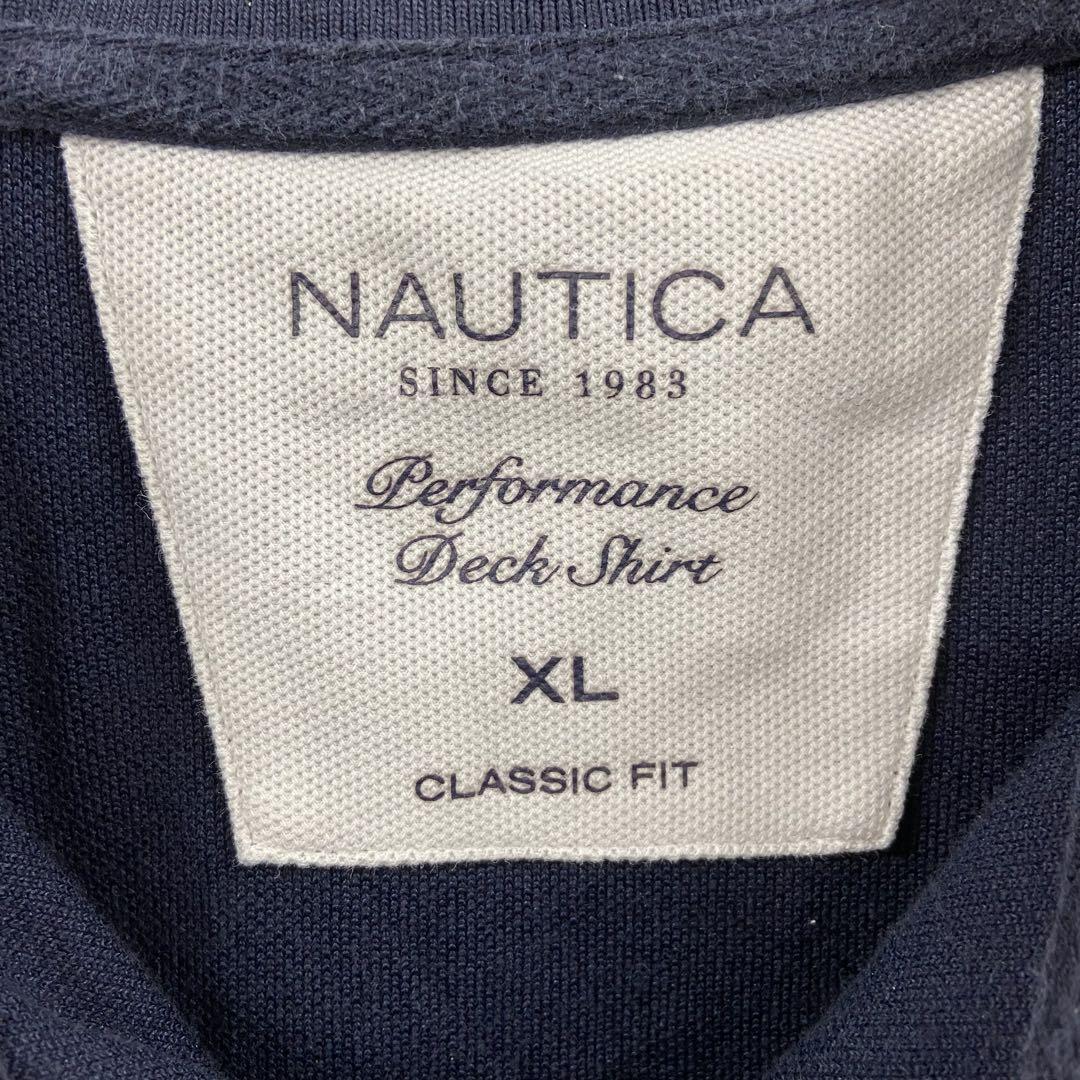 NAUTICA
SINCE 1983
Performance
Deck Shirt
XL
CLASSIC FIT